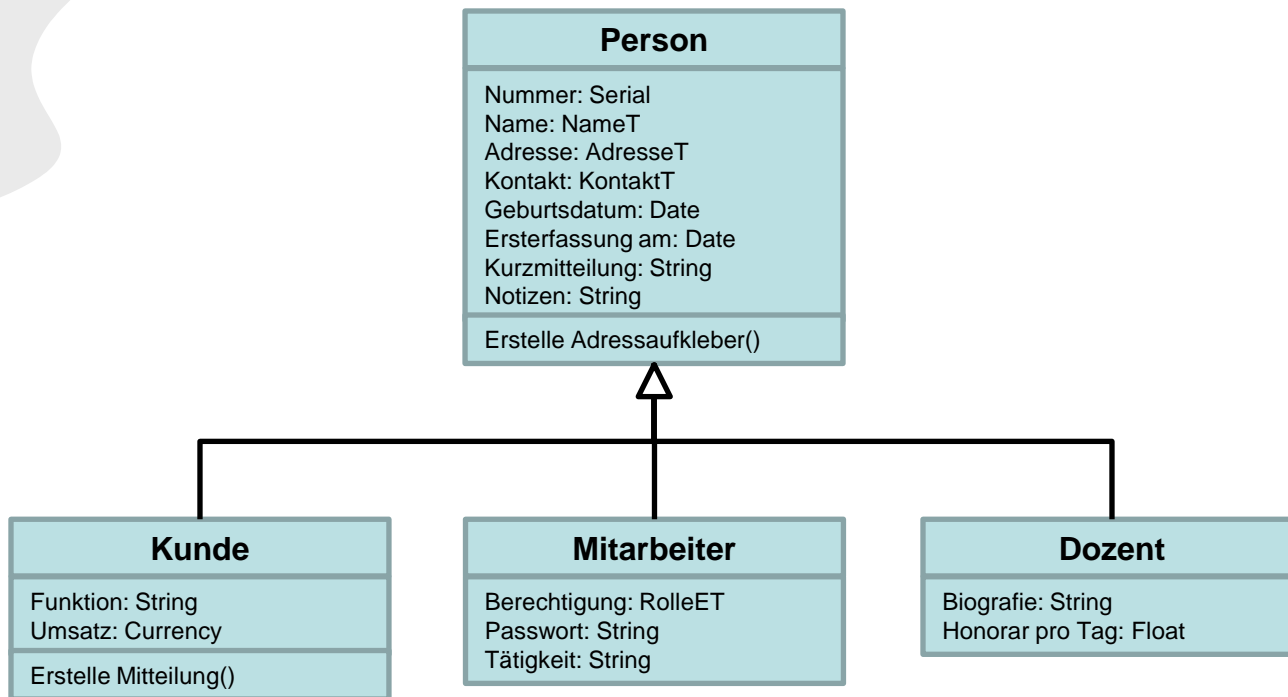 Person
Nummer: Serial
Name: NameT
Adresse: AdresseT
Kontakt: KontaktT
Geburtsdatum: Date
Ersterfassung am: Date
Kurzmitteilung: String
Notizen: String
Erstelle Adressaufkleber()
Kunde
Funktion: String
Umsatz: Currency
Erstelle Mitteilung()
Mitarbeiter
Berechtigung: RolleET
Passwort: String
Tätigkeit: String
Dozent
Biografie: String
Honorar pro Tag: Float